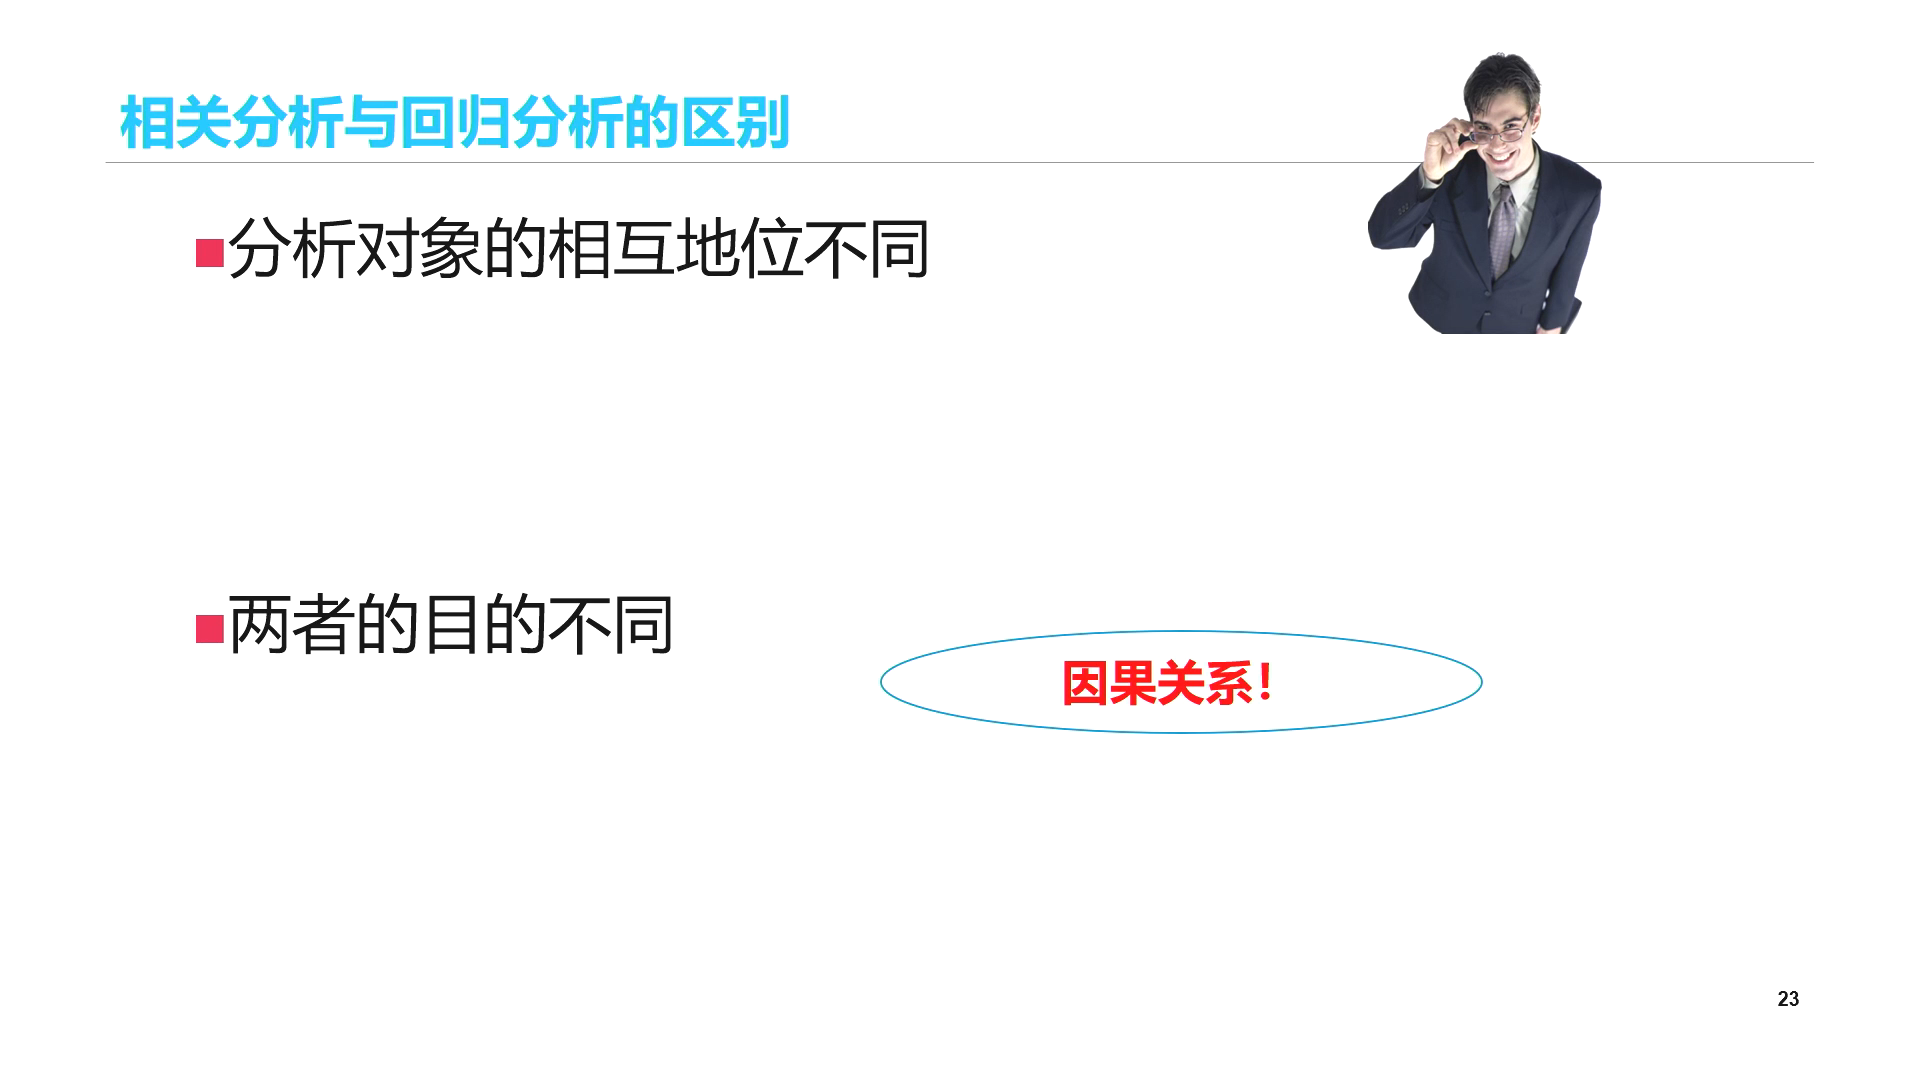 相关分析与回归分析的区别
■分析对象的相互地位不同
■两者的目的不同
因果关系！
23